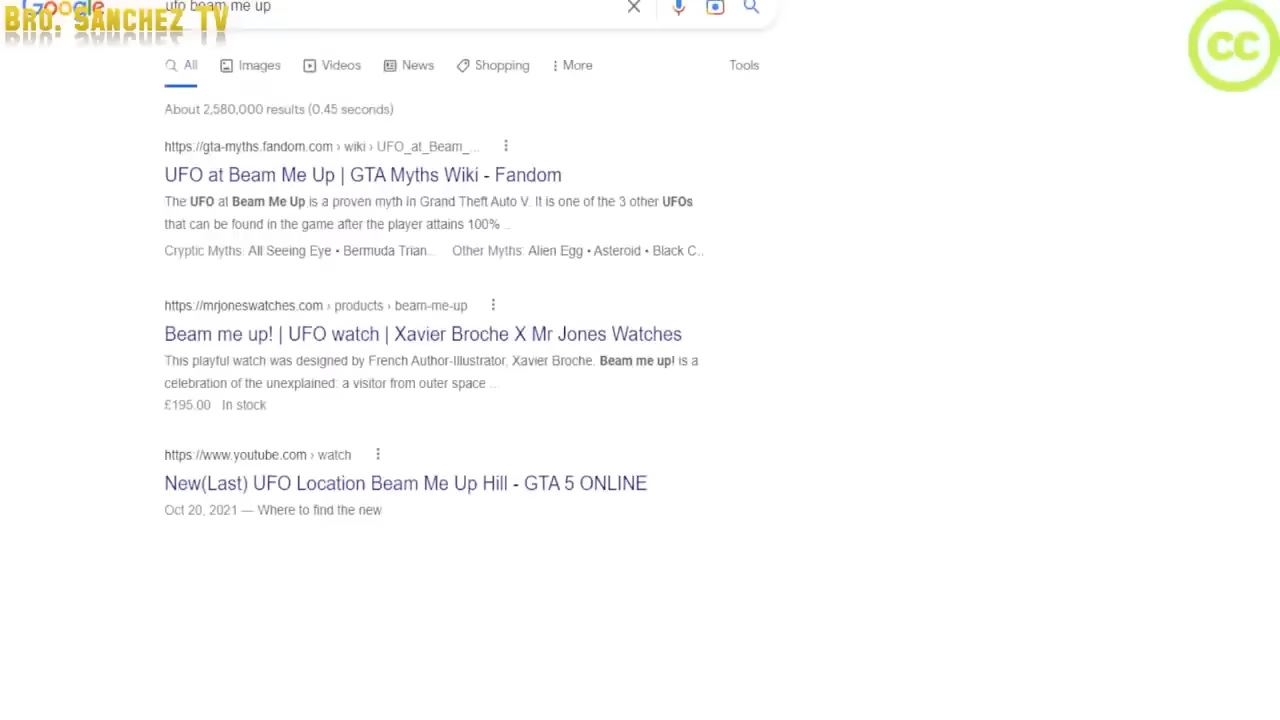 Google
BRO. SANCHEZ TV
ufo beam me up
All Images Videos News Shopping More Tools
About 2,580,000 results (0.45 seconds)
https://gta-myths.fandom.com › wiki › UFO_at_Beam_...
UFO at Beam Me Up | GTA Myths Wiki - Fandom
The UFO at Beam Me Up is a proven myth in Grand Theft Auto V. It is one of the 3 other UFOs
that can be found in the game after the player attains 100% ...
Cryptic Myths: All Seeing Eye • Bermuda Trian... Other Myths: Alien Egg • Asteroid • Black C...
https://mrjoneswatches.com › products › beam-me-up
Beam me up! | UFO watch | Xavier Broche X Mr Jones Watches
This playful watch was designed by French Author-Illustrator, Xavier Broche. Beam me up! is a
celebration of the unexplained: a visitor from outer space ...
£195.00 In stock
https://www.youtube.com › watch
New(Last) UFO Location Beam Me Up Hill - GTA 5 ONLINE
Oct 20, 2021 — Where to find the new
CC